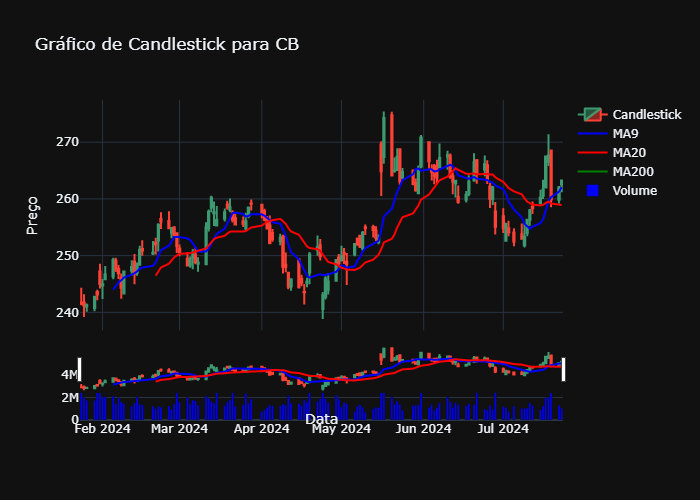 Gráfico de Candlestick para CB
Candlestick
MA9
MA20
MA200
Volume
Preço
270
260
250
240
4M
2M
0
Feb 2024
Mar 2024
Apr 2024
May 2024
Jun 2024
Jul 2024
Data